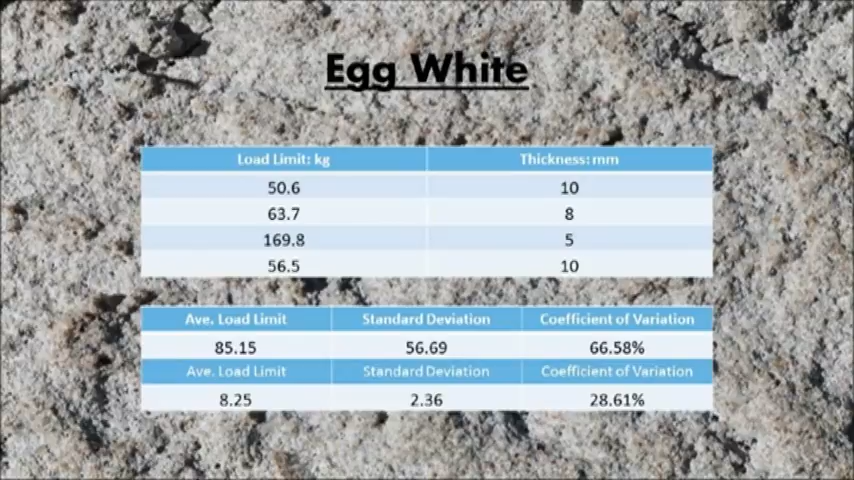 Egg White
Load Limit: kg Thickness: mm
50.6 10
63.7 8
169.8 5
56.5 10
Ave. Load Limit Standard Deviation Coefficient of Variation
85.15 56.69 66.58%
Ave. Load Limit Standard Deviation Coefficient of Variation
8.25 2.36 28.61%